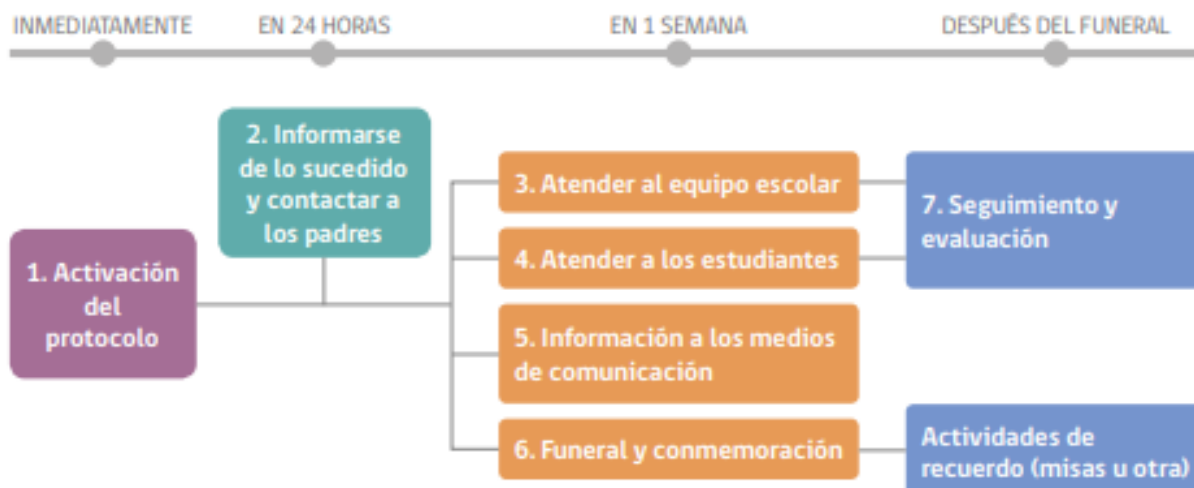 INMEDIATAMENTE
EN 24 HORAS
EN 1 SEMANA
DESPUÉS DEL FUNERAL
1. Activación
del
protocolo
2. Informarse
de lo sucedido
y contactar a
los padres
3. Atender al equipo escolar
4. Atender a los estudiantes
5. Información a los medios
de comunicación
6. Funeral y conmemoración
7. Seguimiento y
evaluación
Actividades de
recuerdo (misas u otra)